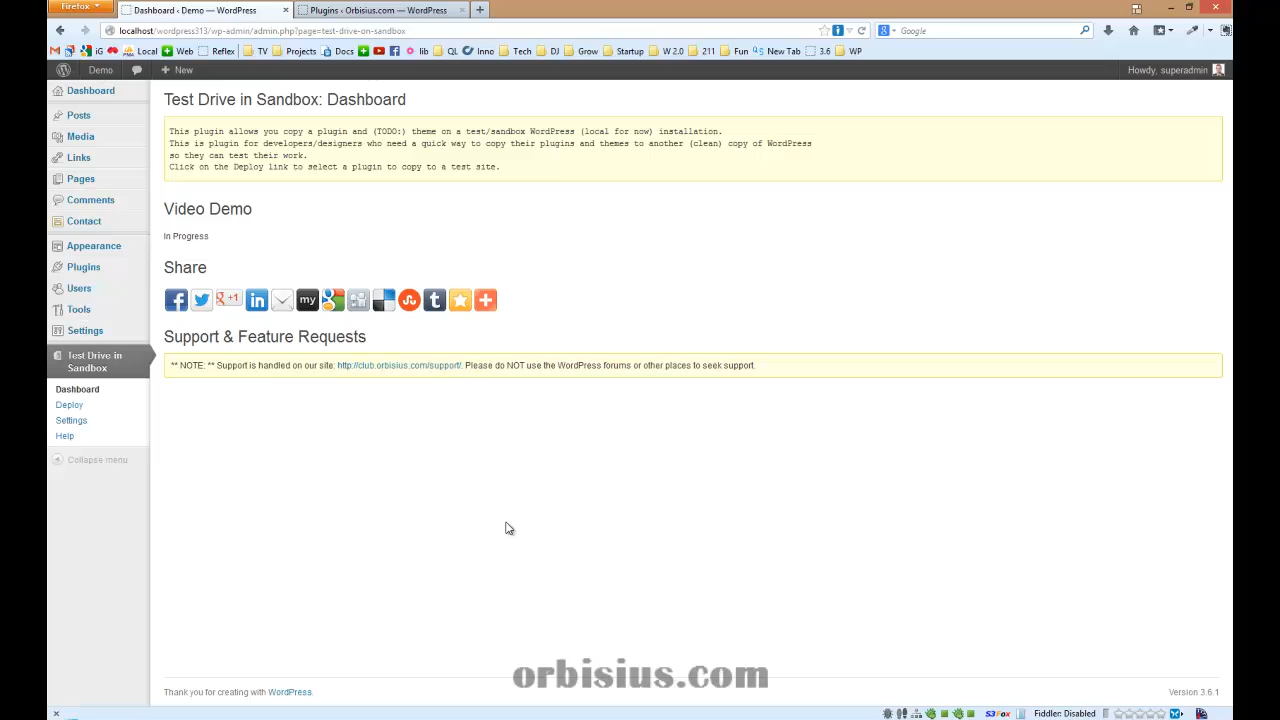 Firefox
Dashboard ‹ Demo — WordPress
Plugins ‹ Orbisius.com — WordPress
localhost/wordpress313/wp-admin/admin.php?page=test-drive-on-sandbox
Google
iG
Local
Web
Reflex
TV
Projects
Docs
lib
QL
Inno
Tech
DJ
Grow
Startup
W 2.0
211
Fun
New Tab
3.6
WP
Demo
New
Howdy, superadmin
Dashboard
Posts
Media
Links
Pages
Comments
Contact
Appearance
Plugins
Users
Tools
Settings
Test Drive in
Sandbox
Dashboard
Deploy
Settings
Help
Collapse menu
Test Drive in Sandbox: Dashboard
This plugin allows you copy a plugin and (TODO:) theme on a test/sandbox WordPress (local for now) installation.
This is plugin for developers/designers who need a quick way to copy their plugins and themes to another (clean) copy of WordPress
so they can test their work.
Click on the Deploy link to select a plugin to copy to a test site.
Video Demo
In Progress
Share
+1
in
my
t
Support & Feature Requests
** NOTE: ** Support is handled on our site: http://club.orbisius.com/support/. Please do NOT use the WordPress forums or other places to seek support.
orbisius.com
Thank you for creating with WordPress.
Version 3.6.1
S3Fox
Fiddler: Disabled